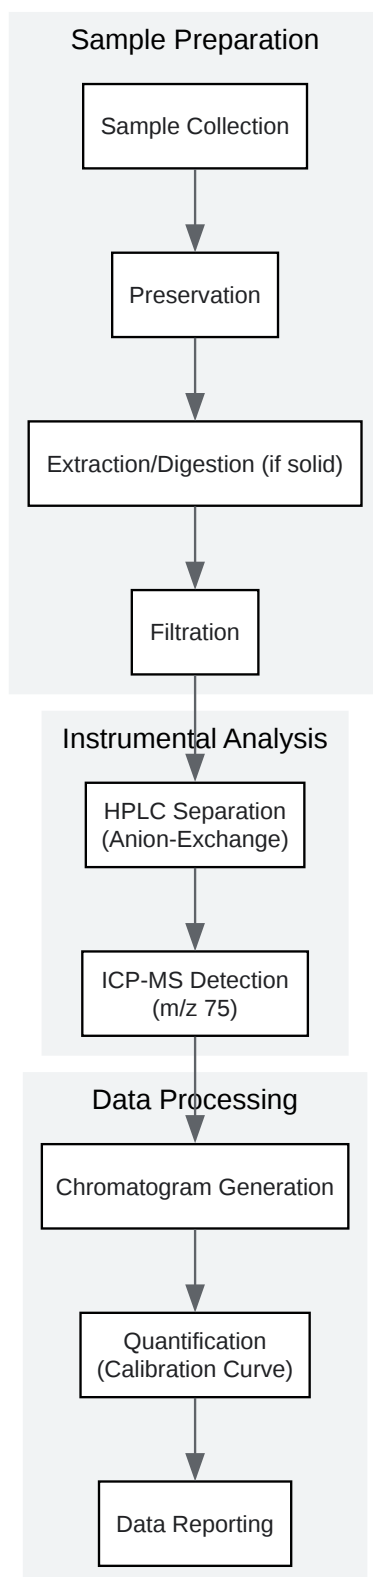 Sample Preparation
Sample Collection
Preservation
Extraction/Digestion (if solid)
Filtration
Instrumental Analysis
HPLC Separation
(Anion-Exchange)
ICP-MS Detection
(m/z 75)
Data Processing
Chromatogram Generation
Quantification
(Calibration Curve)
Data Reporting